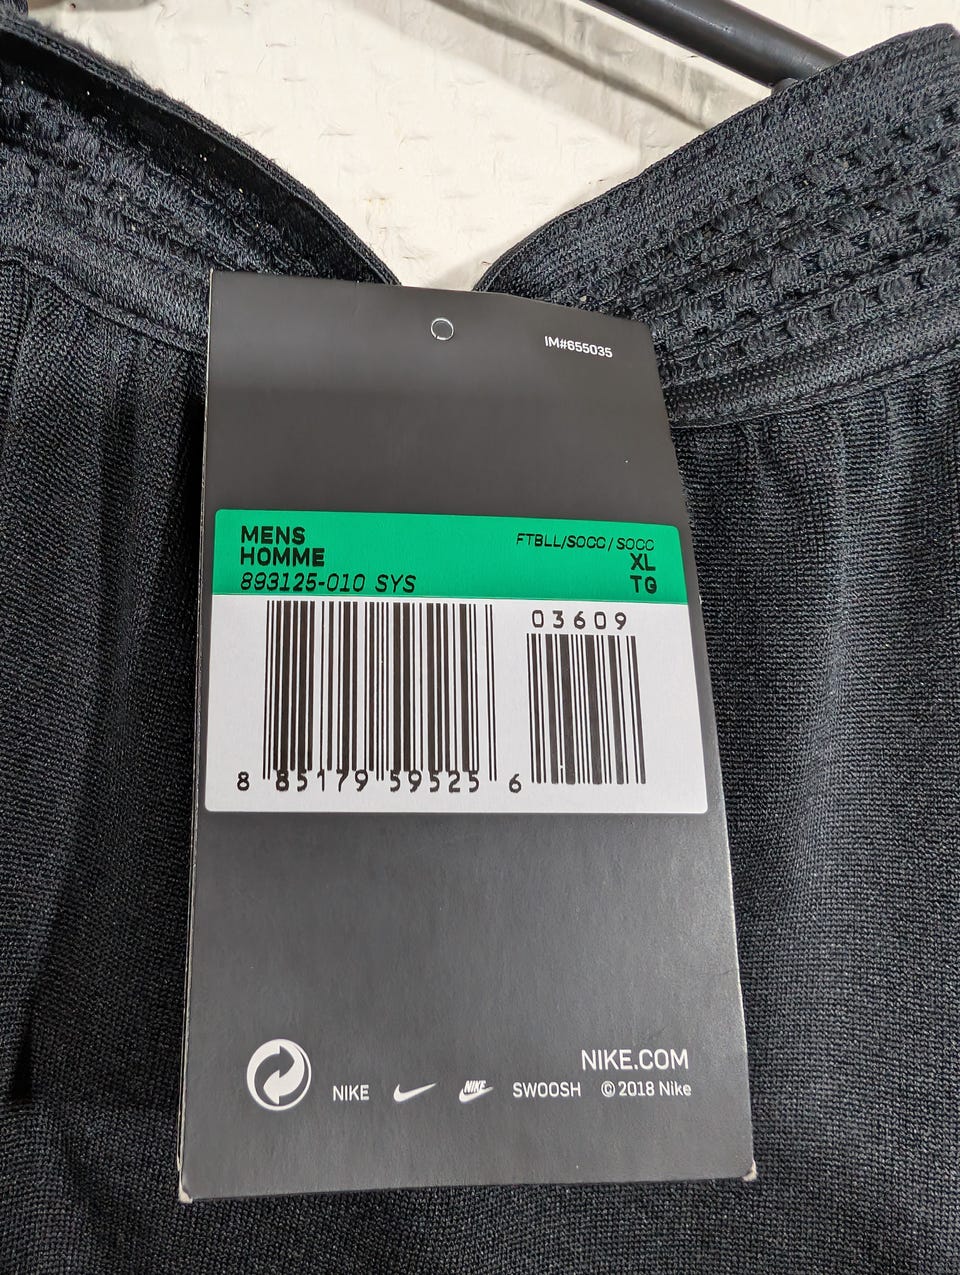 IM#655035
MENS
HOMME
893125-010 SYS
FTBLL/SOCC/SOCC
XL
TG
03609
8 85179 59525 6
NIKE.COM
NIKE NIKE SWOOSH © 2018 Nike